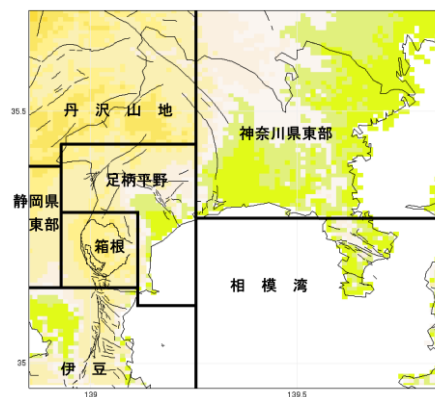 35.5
丹 沢 山 地
神奈川県東部
足柄平野
静岡県
東部
箱根
相 模 湾
35
伊 豆
139
139.5